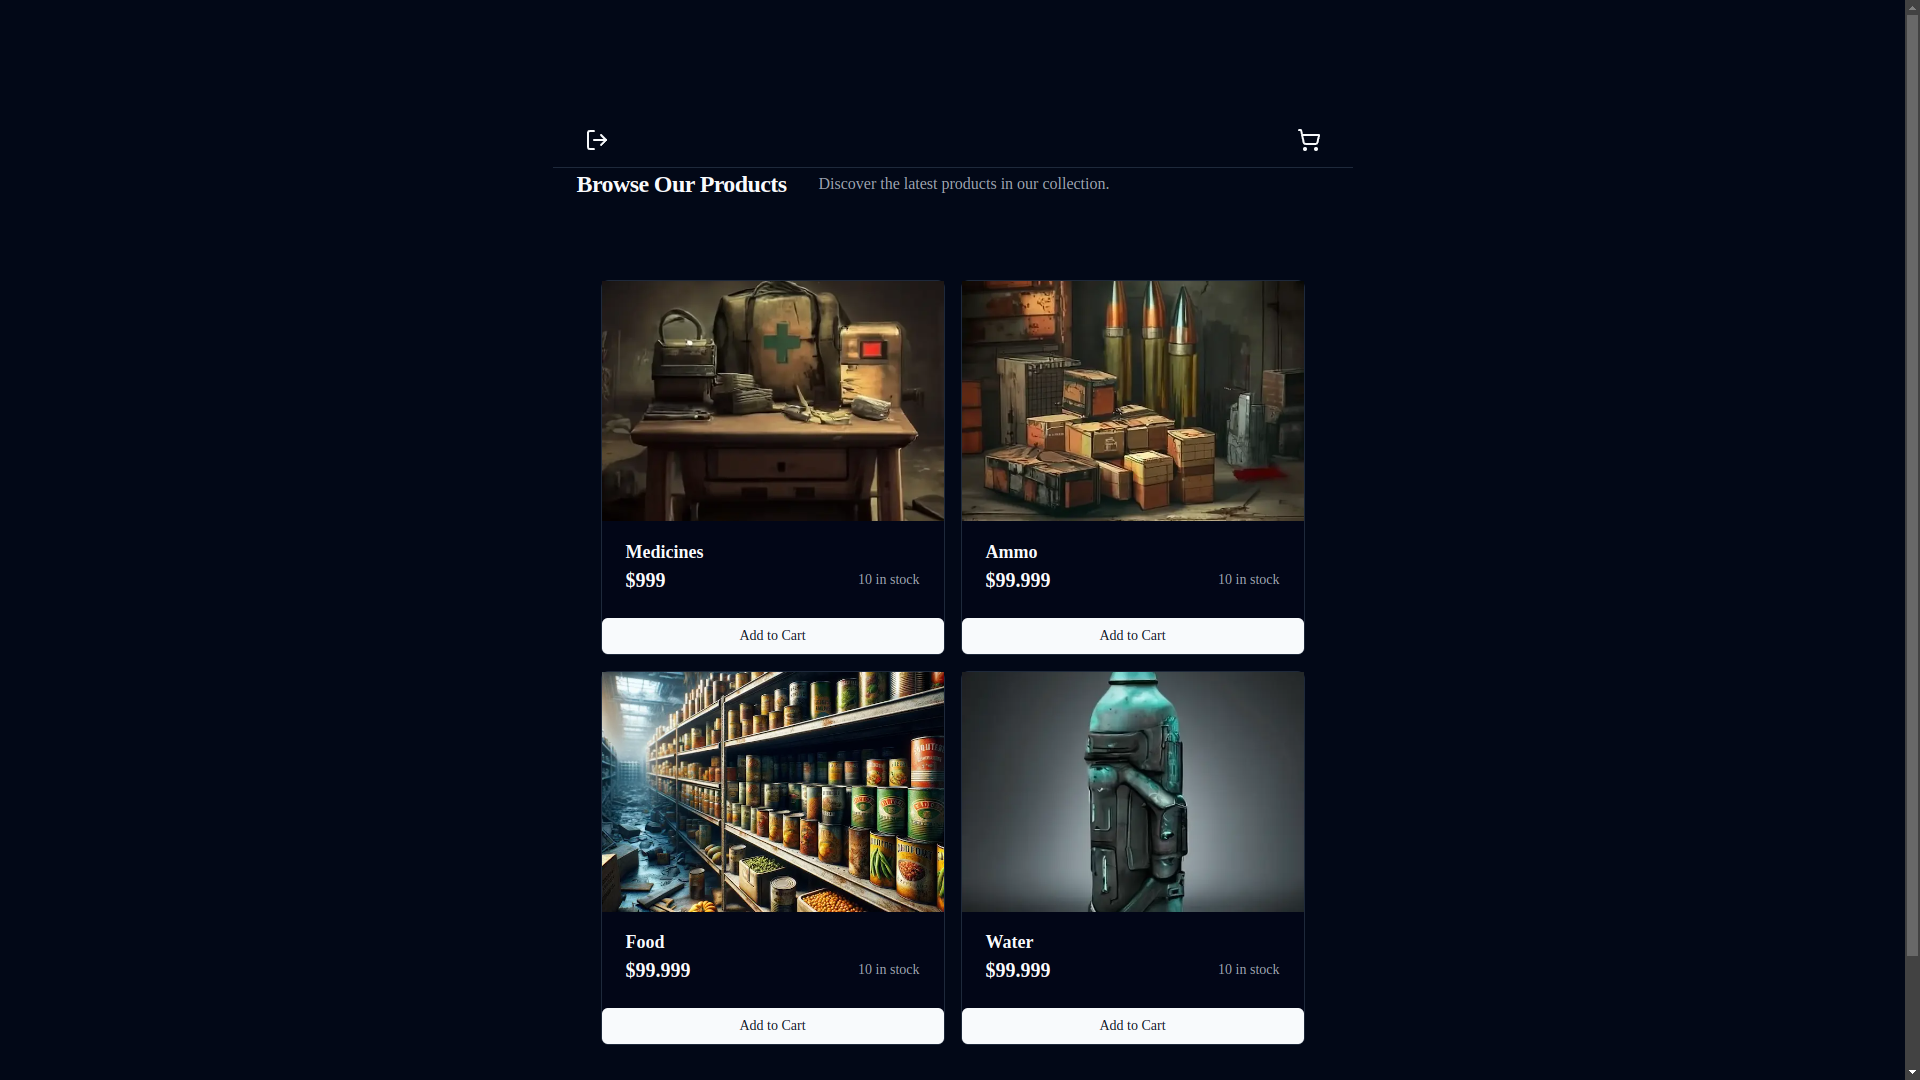 Browse Our Products
Discover the latest products in our collection.
Medicines
$999
10 in stock
Add to Cart
Ammo
$99.999
10 in stock
Add to Cart
Food
$99.999
10 in stock
Add to Cart
Water
$99.999
10 in stock
Add to Cart